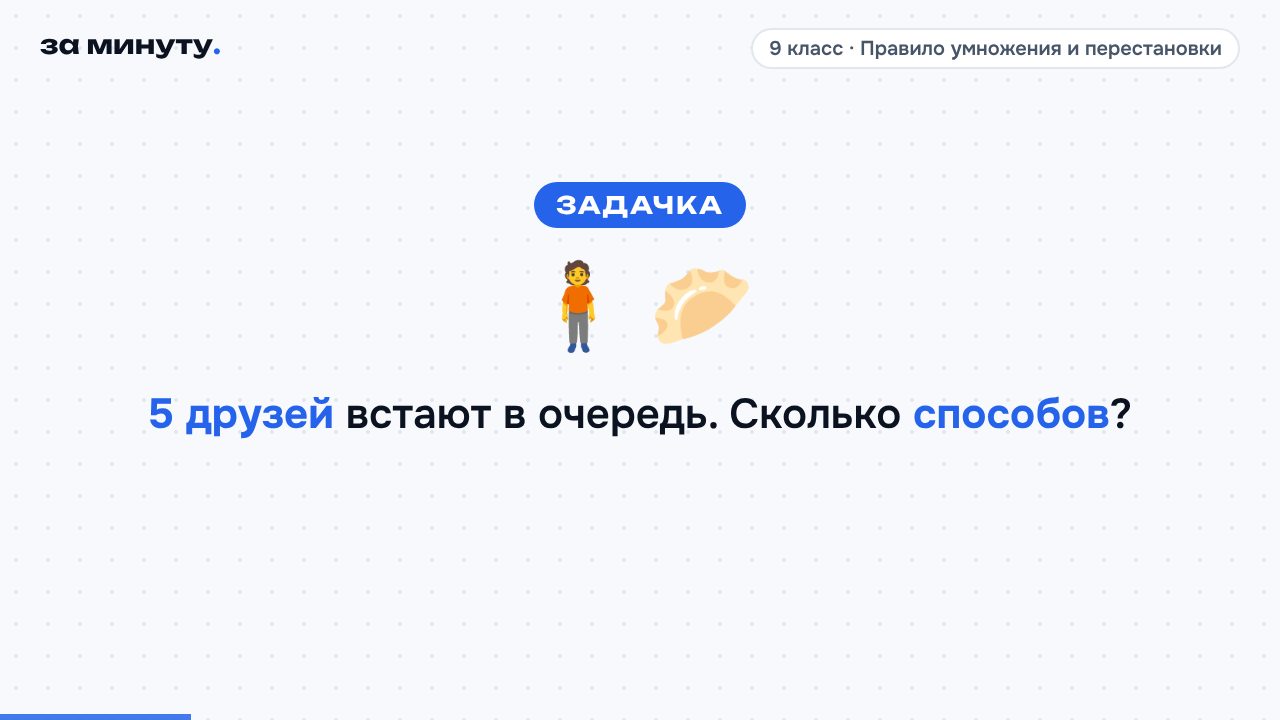 за минуту.
9 класс · Правило умножения и перестановки
ЗАДАЧКА
5 друзей встают в очередь. Сколько способов?